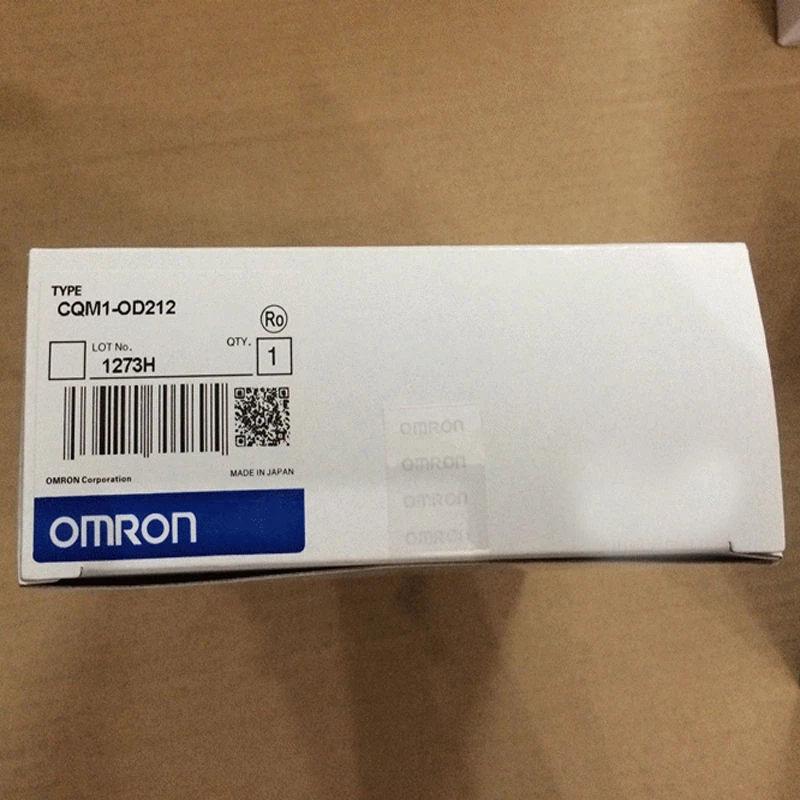 TYPE
CQM1-OD212
Ro
LOT No.
QTY.
1273H
1
OMRON Corporation
MADE IN JAPAN
OMRON
OMRON
OMRON
OMRON
OMRON